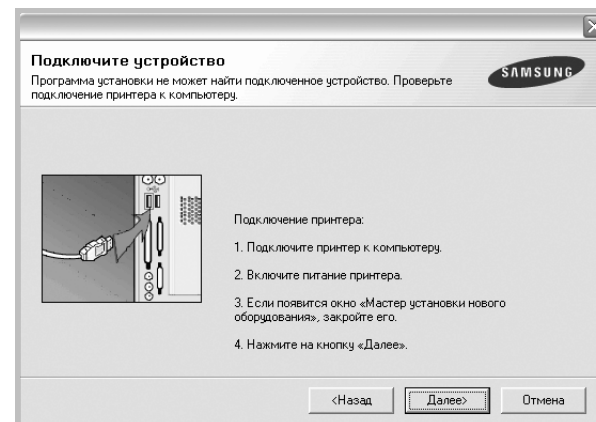 Подключите устройство
Программа установки не может найти подключенное устройство. Проверьте
подключение принтера к компьютеру.
SAMSUNG
Подключение принтера:
1. Подключите принтер к компьютеру.
2. Включите питание принтера.
3. Если появится окно «Мастер установки нового
оборудования», закройте его.
4. Нажмите на кнопку «Далее».
<Назад
Далее>
Отмена